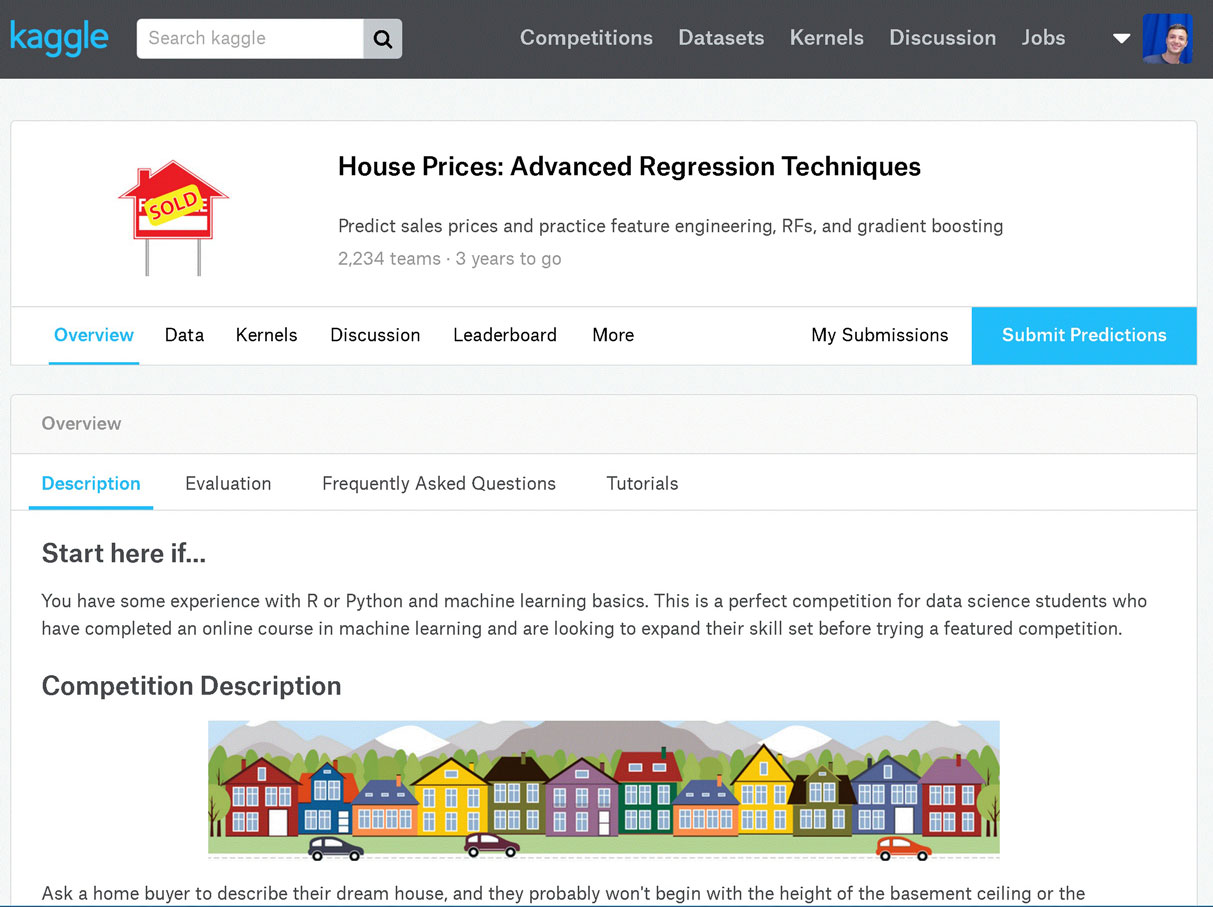 kaggle
Search kaggle
Competitions Datasets Kernels Discussion Jobs
SOLD
House Prices: Advanced Regression Techniques
Predict sales prices and practice feature engineering, RFs, and gradient boosting
2,234 teams · 3 years to go
Overview Data Kernels Discussion Leaderboard More My Submissions Submit Predictions
Overview
Description Evaluation Frequently Asked Questions Tutorials
Start here if...
You have some experience with R or Python and machine learning basics. This is a perfect competition for data science students who
have completed an online course in machine learning and are looking to expand their skill set before trying a featured competition.
Competition Description
Ask a home buyer to describe their dream house, and they probably won't begin with the height of the basement ceiling or the